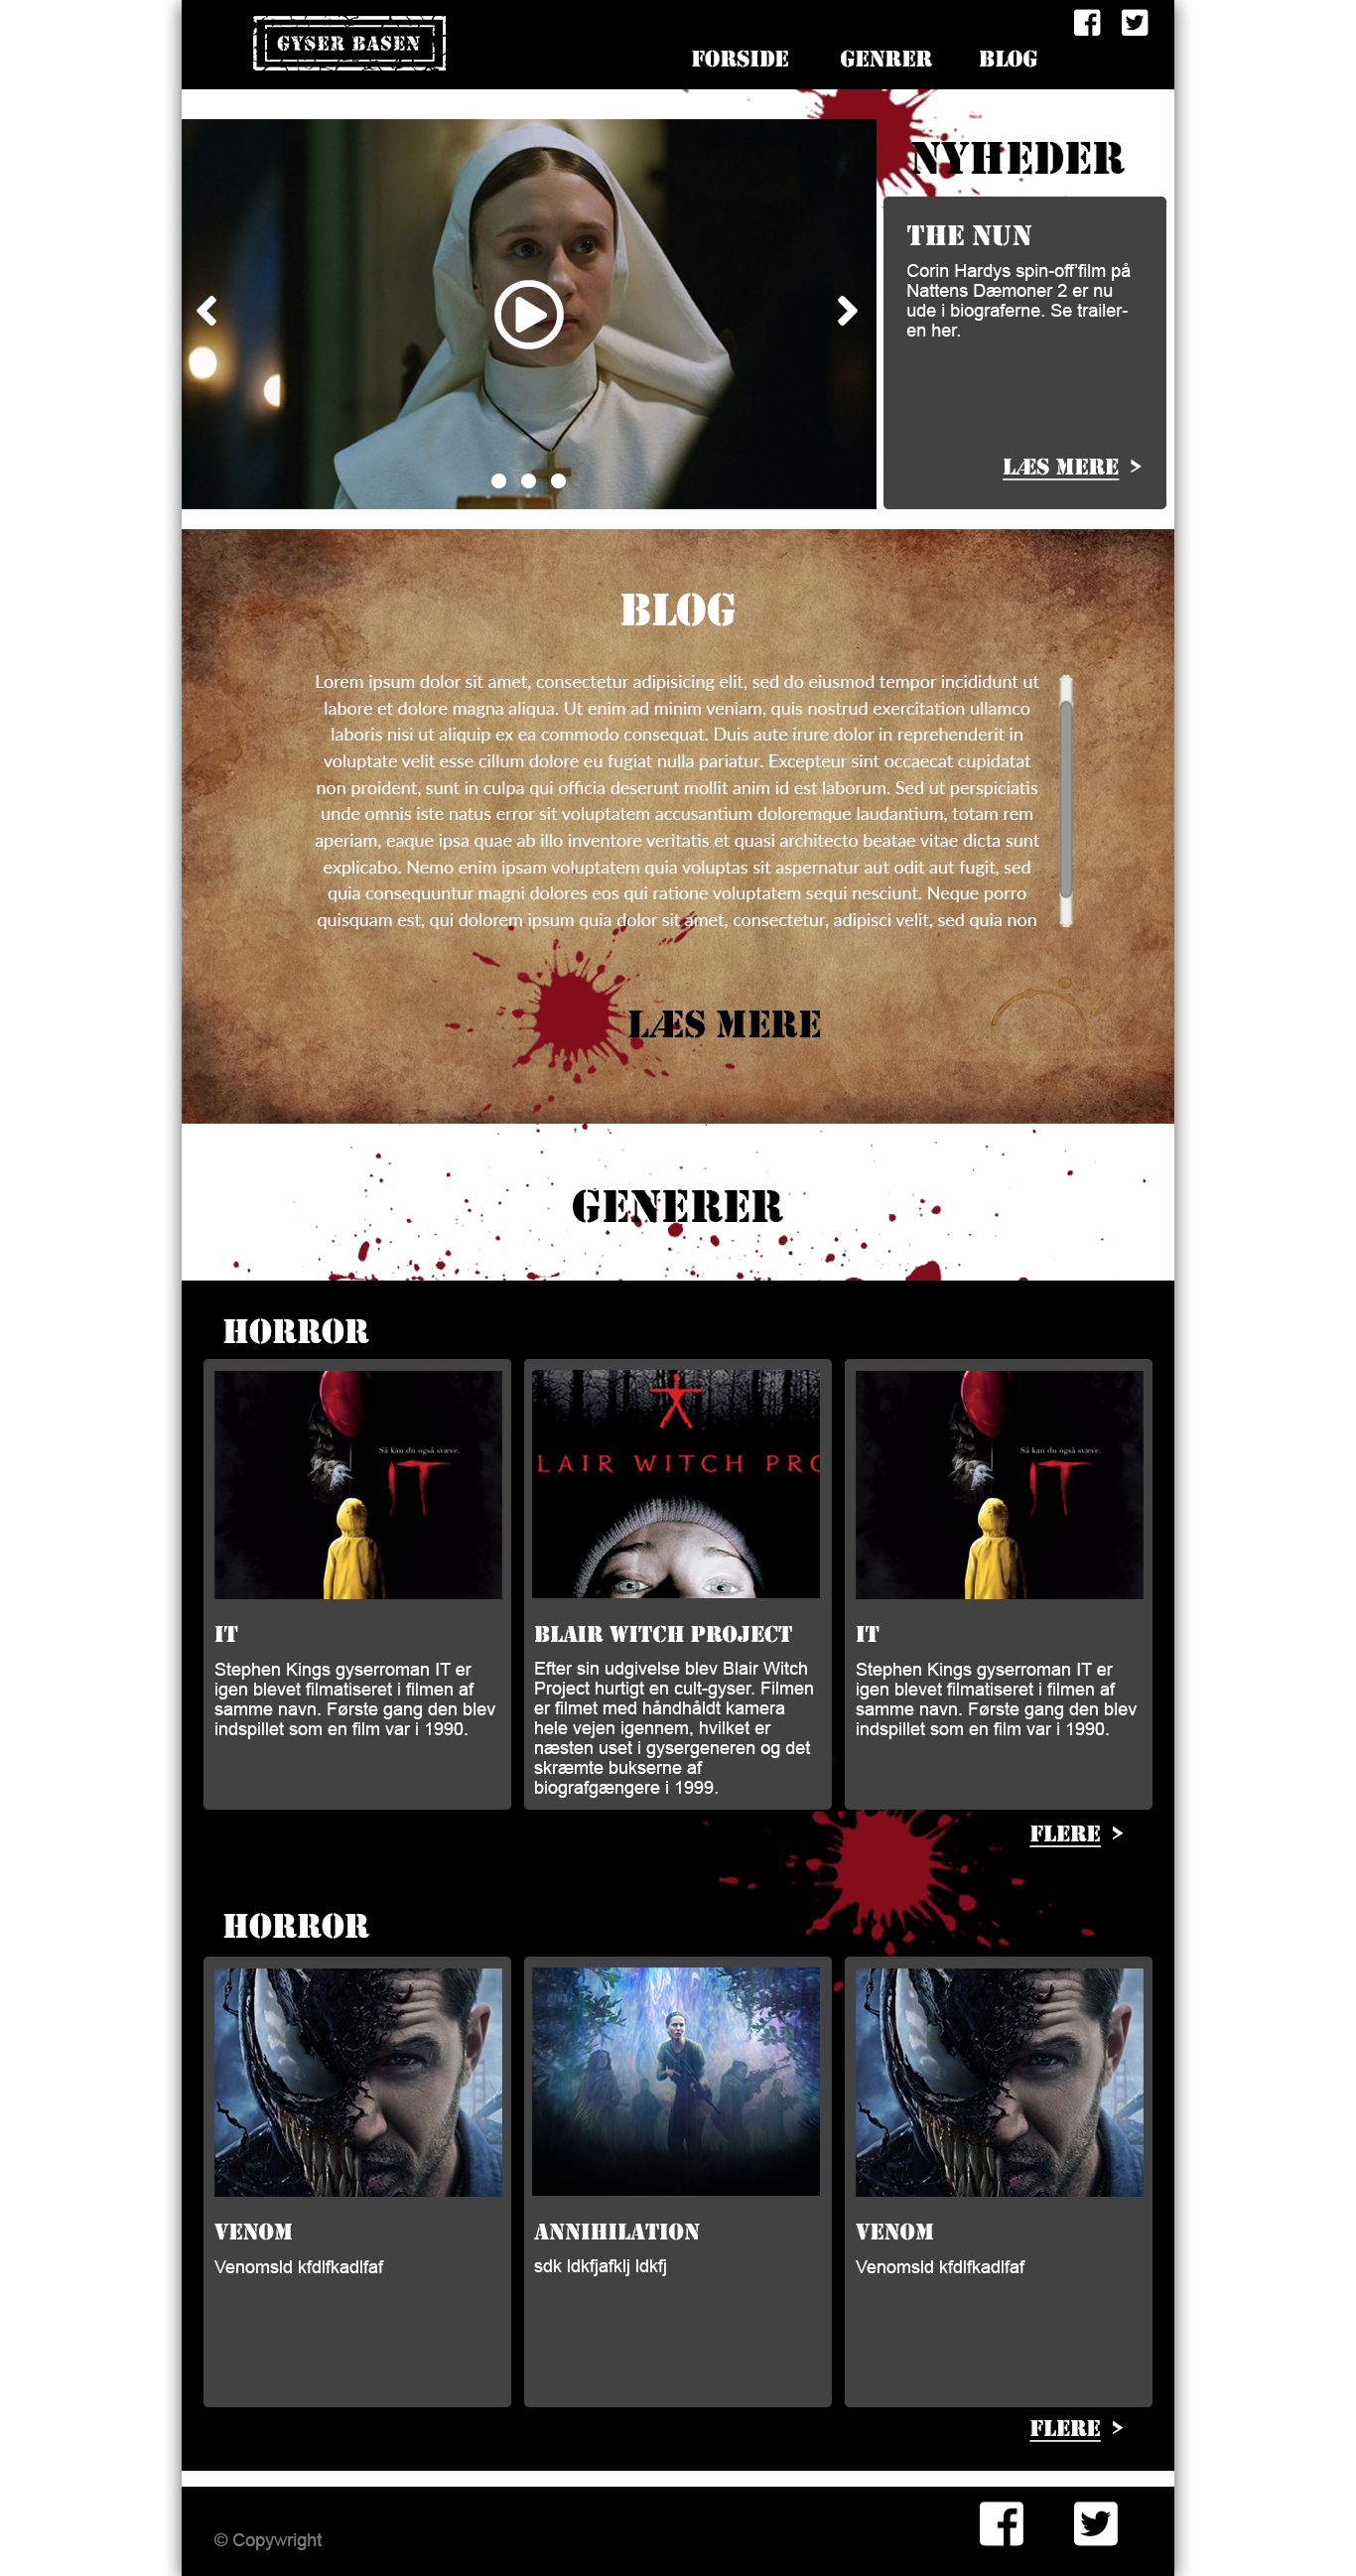 GYSER BASEN
FORSIDE GENRER BLOG
NYHEDER
THE NUN
Corin Hardys spin-off'film på
Nattens Dæmoner 2 er nu
ude i biograferne. Se trailer-
en her.
LÆS MERE >
BLOG
Lorem ipsum dolor sit amet, consectetur adipisicing elit, sed do eiusmod tempor incididunt ut
labore et dolore magna aliqua. Ut enim ad minim veniam, quis nostrud exercitation ullamco
laboris nisi ut aliquip ex ea commodo consequat. Duis aute irure dolor in reprehenderit in
voluptate velit esse cillum dolore eu fugiat nulla pariatur. Excepteur sint occaecat cupidatat
non proident, sunt in culpa qui officia deserunt mollit anim id est laborum. Sed ut perspiciatis
unde omnis iste natus error sit voluptatem accusantium doloremque laudantium, totam rem
aperiam, eaque ipsa quae ab illo inventore veritatis et quasi architecto beatae vitae dicta sunt
explicabo. Nemo enim ipsam voluptatem quia voluptas sit aspernatur aut odit aut fugit, sed
quia consequuntur magni dolores eos qui ratione voluptatem sequi nesciunt. Neque porro
quisquam est, qui dolorem ipsum quia dolor sit amet, consectetur, adipisci velit, sed quia non
LÆS MERE
GENERER
HORROR
Så kan du også svæve.
IT
IT
Stephen Kings gyserroman IT er
igen blevet filmatiseret i filmen af
samme navn. Første gang den blev
indspillet som en film var i 1990.
LAIR WITCH PRO
BLAIR WITCH PROJECT
Efter sin udgivelse blev Blair Witch
Project hurtigt en cult-gyser. Filmen
er filmet med håndhåldt kamera
hele vejen igennem, hvilket er
næsten uset i gysergeneren og det
skræmte bukserne af
biografgængere i 1999.
Så kan du også svæve.
IT
IT
Stephen Kings gyserroman IT er
igen blevet filmatiseret i filmen af
samme navn. Første gang den blev
indspillet som en film var i 1990.
FLERE >
HORROR
VENOM
Venomsld kfdlfkadlfaf
ANNIHILATION
sdk ldkfjafklj ldkfj
VENOM
Venomsld kfdlfkadlfaf
FLERE >
© Copywright